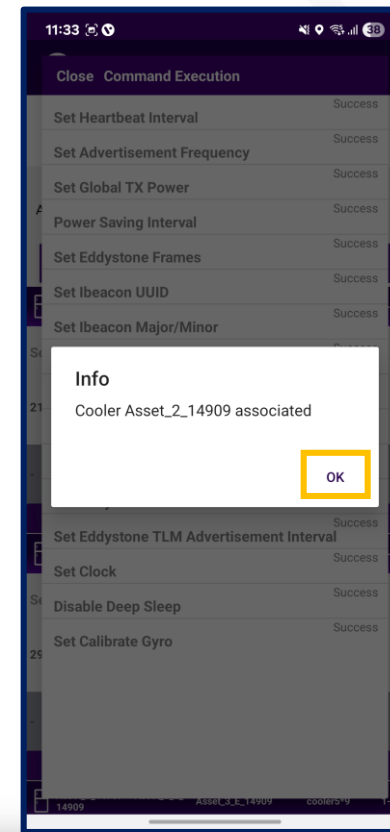 11:33
38
Close Command Execution
Success
Set Heartbeat Interval
Success
Set Advertisement Frequency
Success
Set Global TX Power
Success
Power Saving Interval
Success
Set Eddystone Frames
Success
Set Ibeacon UUID
Success
Set Ibeacon Major/Minor
Info
Cooler Asset_2_14909 associated
OK
Success
Set Eddystone TLM Advertisement Interval
Success
Set Clock
Success
Disable Deep Sleep
Success
Set Calibrate Gyro
14909 Asset_3_E_14909 cooler5*9